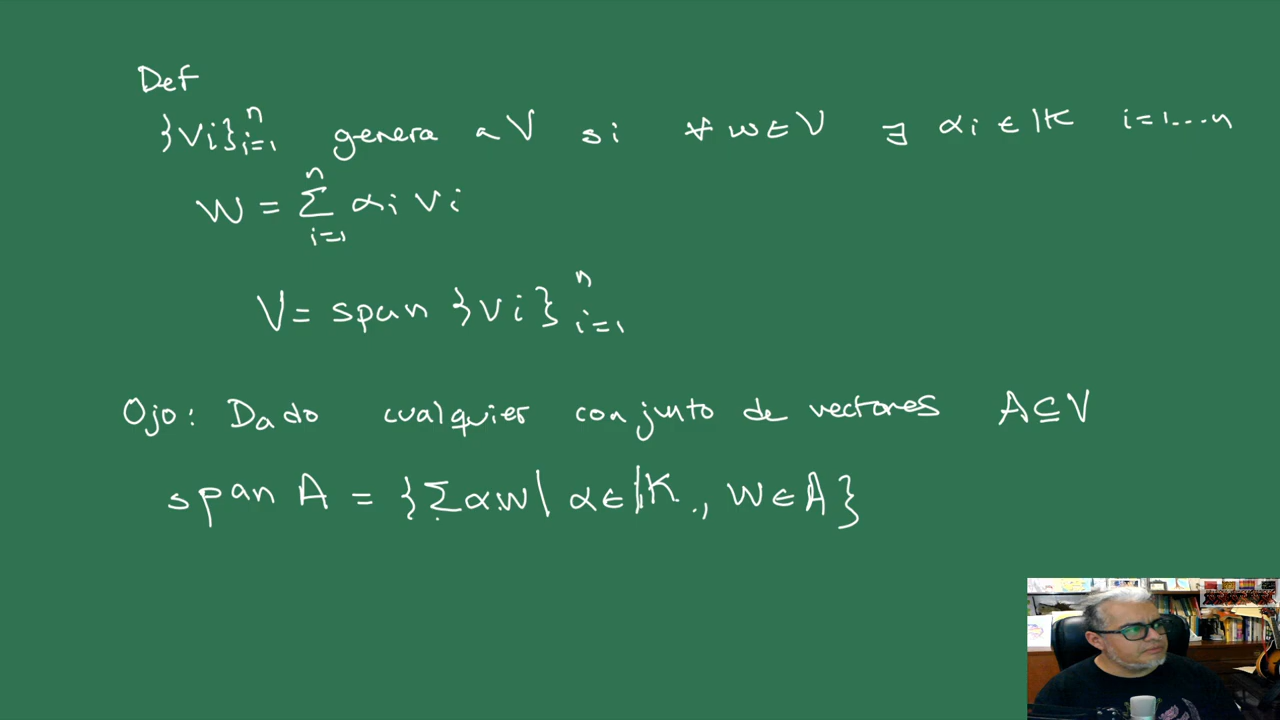 Def
{vi}ⁿᵢ₌₁ genera a V si ∀ w ∈ V ∃ αi ∈ K i=1...n
w = ∑ⁿᵢ₌₁ αi vi
V = span {vi}ⁿᵢ₌₁
Ojo: Dado cualquier conjunto de vectores A ⊆ V
span A = {∑αw | α ∈ K, w ∈ A}